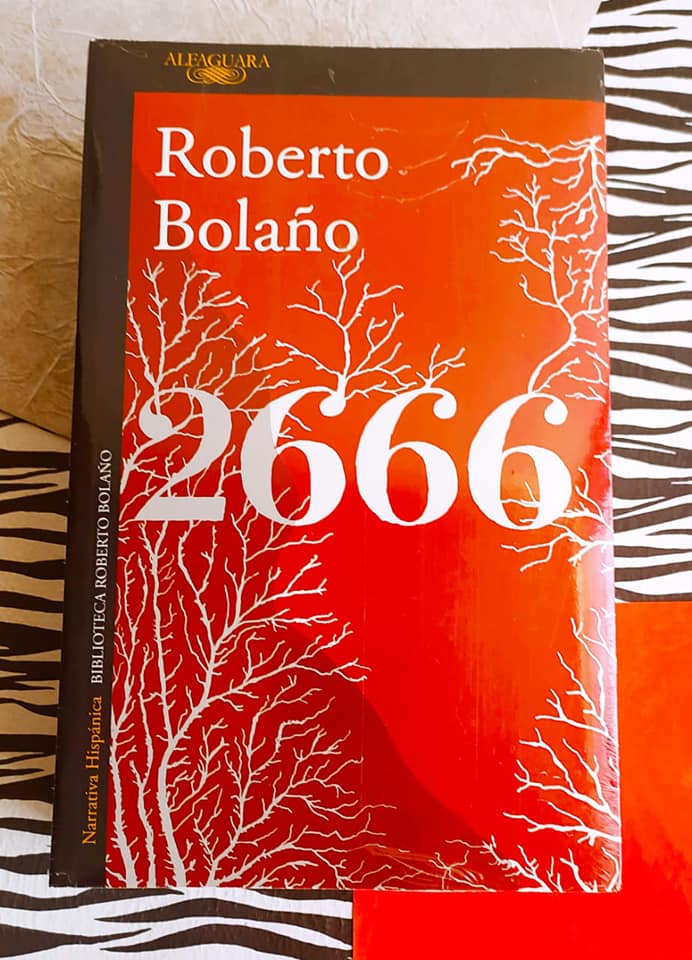 ALFAGUARA
Roberto
Bolaño
2666
Narrativa Hispánica BIBLIOTECA ROBERTO BOLAÑO